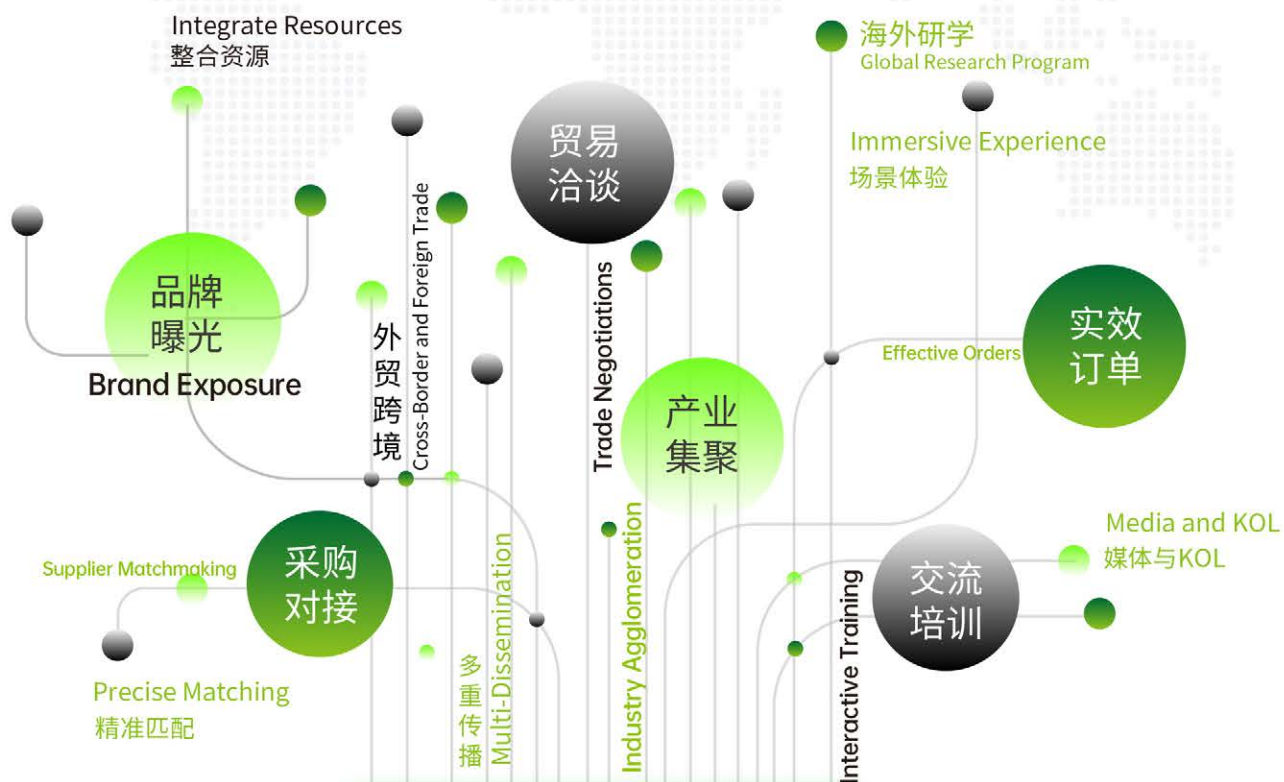 Integrate Resources
整合资源
海外研学
Global Research Program
Immersive Experience
场景体验
贸易
洽谈
Trade Negotiations
品牌
曝光
Brand Exposure
外贸跨境
Cross-Border and Foreign Trade
实效
订单
Effective Orders
产业
集聚
Industry Agglomeration
采购
对接
Supplier Matchmaking
Precise Matching
精准匹配
多重传播
Multi-Dissemination
交流
培训
Interactive Training
Media and KOL
媒体与KOL